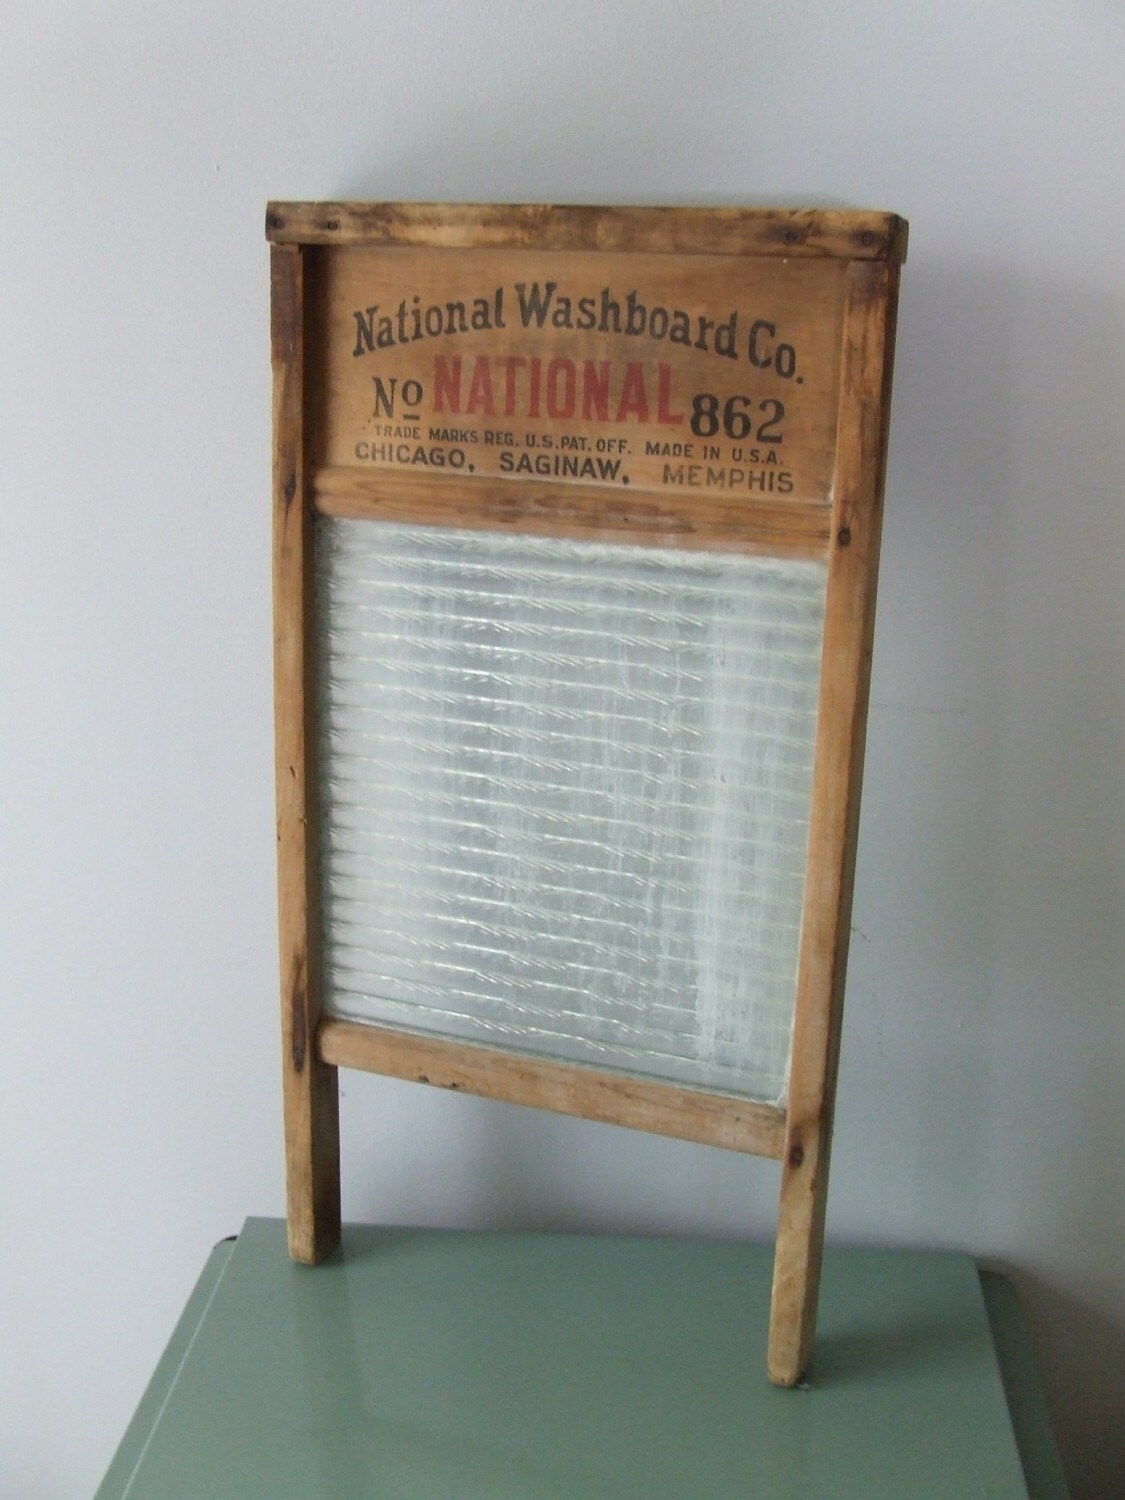 National Washboard Co.
No NATIONAL 862
TRADE MARKS REG. U.S. PAT. OFF. MADE IN U.S.A.
CHICAGO, SAGINAW, MEMPHIS